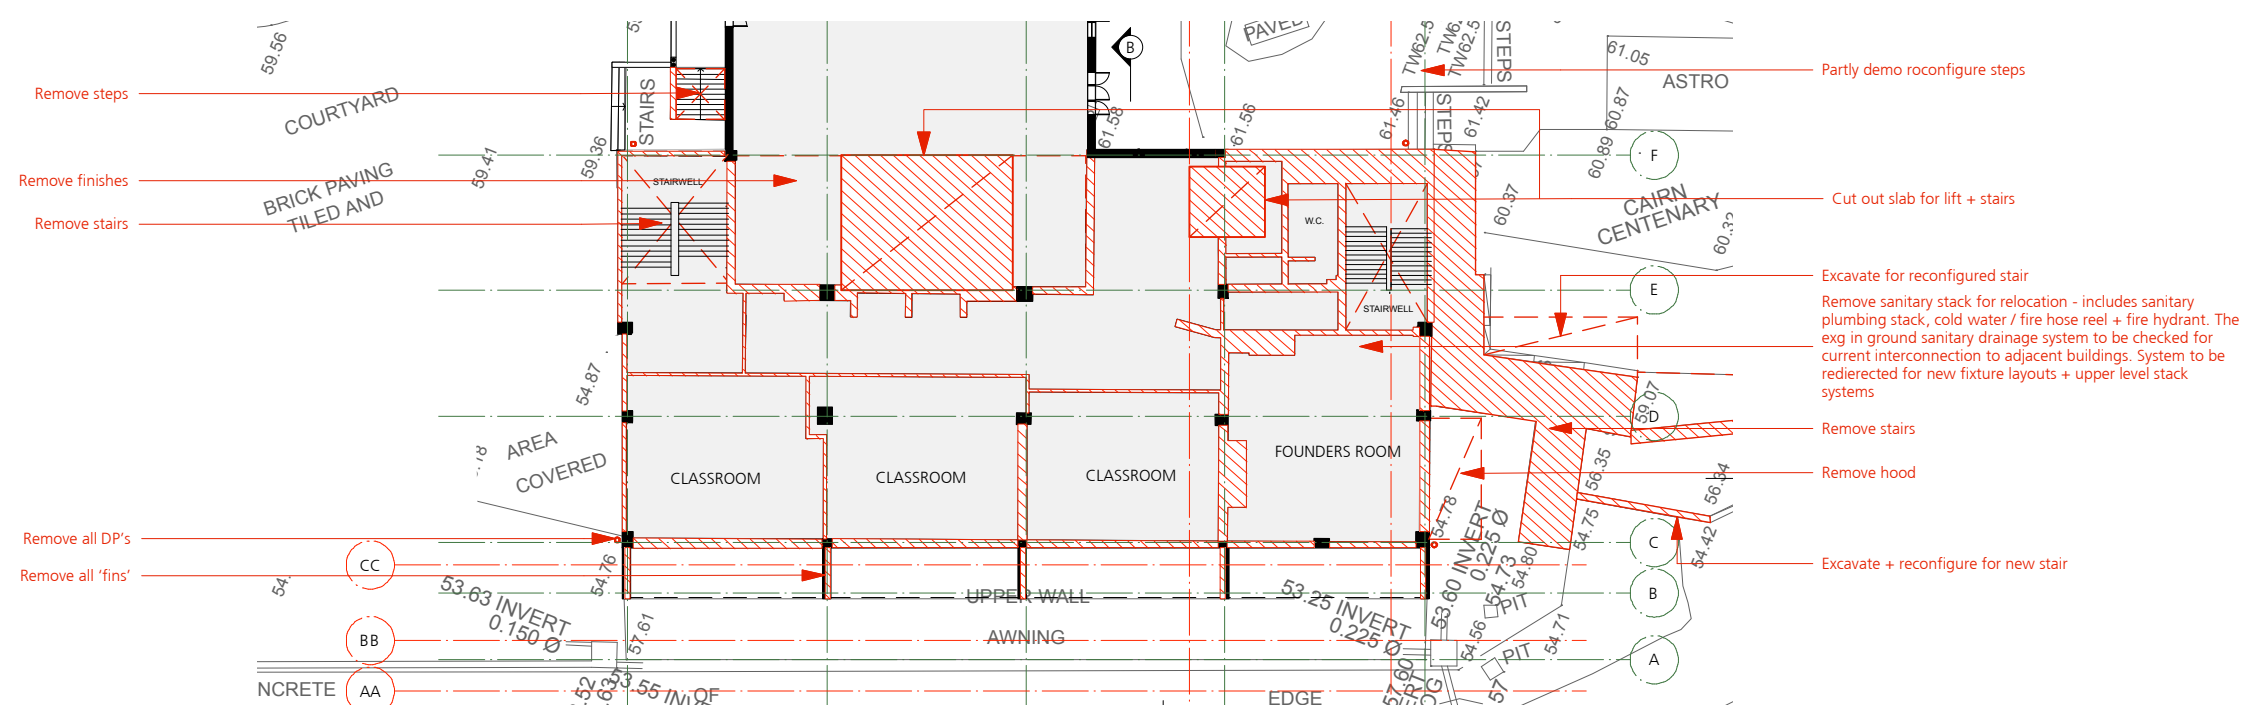 59.56
COURTYARD
Remove steps
STAIRS
59.41
59.36
BRICK PAVING
TILED AND
Remove finishes
Remove stairs
STAIRWELL
PAVED
B
61.58
61.56
61.46
61.42
TW62.5
TW62.5
STEPS
STEPS
61.05
ASTRO
60.87
60.89
60.37
60.32
CAIRN
CENTENARY
Partly demo roconfigure steps
F
Cut out slab for lift + stairs
W.C.
STAIRWELL
E
Excavate for reconfigured stair
Remove sanitary stack for relocation - includes sanitary
plumbing stack, cold water / fire hose reel + fire hydrant. The
exg in ground sanitary drainage system to be checked for
current interconnection to adjacent buildings. System to be
redierected for new fixture layouts + upper level stack
systems
54.87
59.07
D
Remove stairs
AREA
COVERED
CLASSROOM
CLASSROOM
CLASSROOM
FOUNDERS ROOM
56.35
56.34
Remove hood
54.78
54.75
54.42
Remove all DP's
C
CC
Remove all 'fins'
Excavate + reconfigure for new stair
54.76
53.63 INVERT
0.150 Ø
UPPER WALL
53.25 INVERT
0.225 Ø
53.60 INVERT
0.225 Ø
54.73
54.80
B
PIT
BB
57.61
AWNING
54.56
54.71
PIT
A
NCRETE
AA
53.55
OF
EDGE
57.60
57